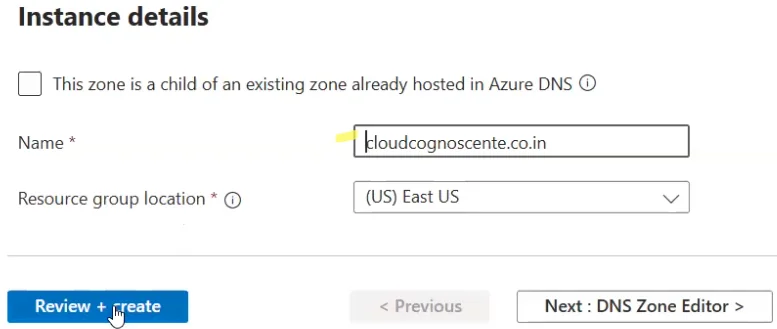 Instance details
This zone is a child of an existing zone already hosted in Azure DNS
Name * cloudcognoscente.co.in
Resource group location * (US) East US
Review + create < Previous Next : DNS Zone Editor >